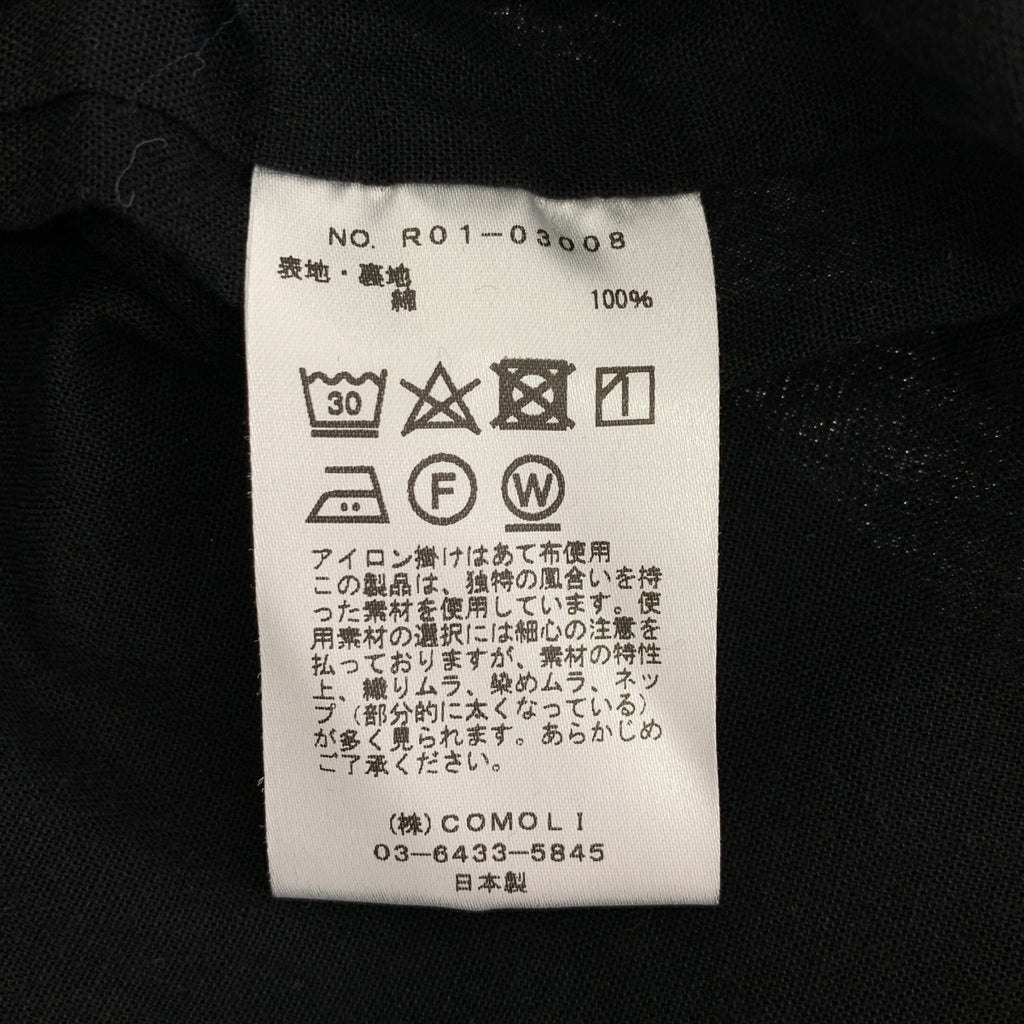 NO. R01-03008
表地・裏地
綿 100%
30
F W
アイロン掛けはあて布使用
この製品は、独特の風合いを持
った素材を使用しています。使
用素材の選択には細心の注意を
払っておりますが、素材の特性
上、織りムラ、染めムラ、ネッ
プ（部分的に太くなっている）
が多く見られます。あらかじめ
ご了承ください。
(株)COMOLI
03-6433-5845
日本製